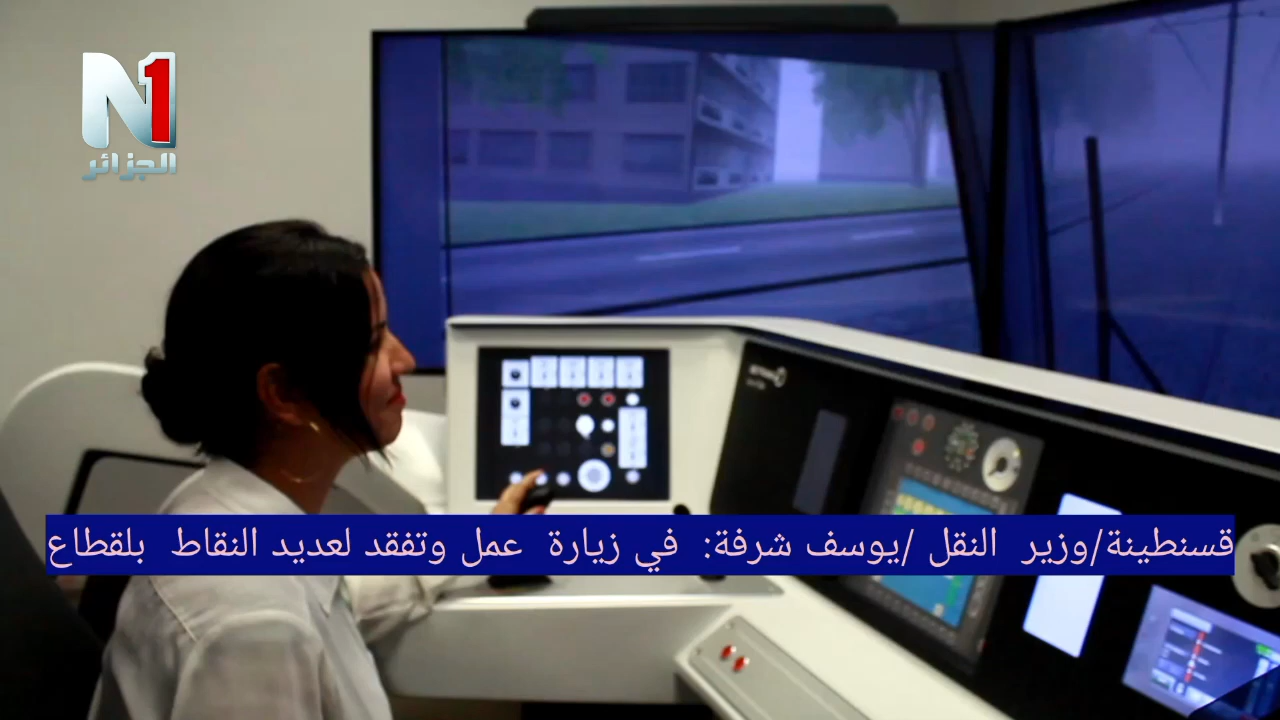 N1
الجزائر
قسنطينة/وزير النقل /يوسف شرفة: في زيارة عمل وتفقد لعديد النقاط بلقطاع